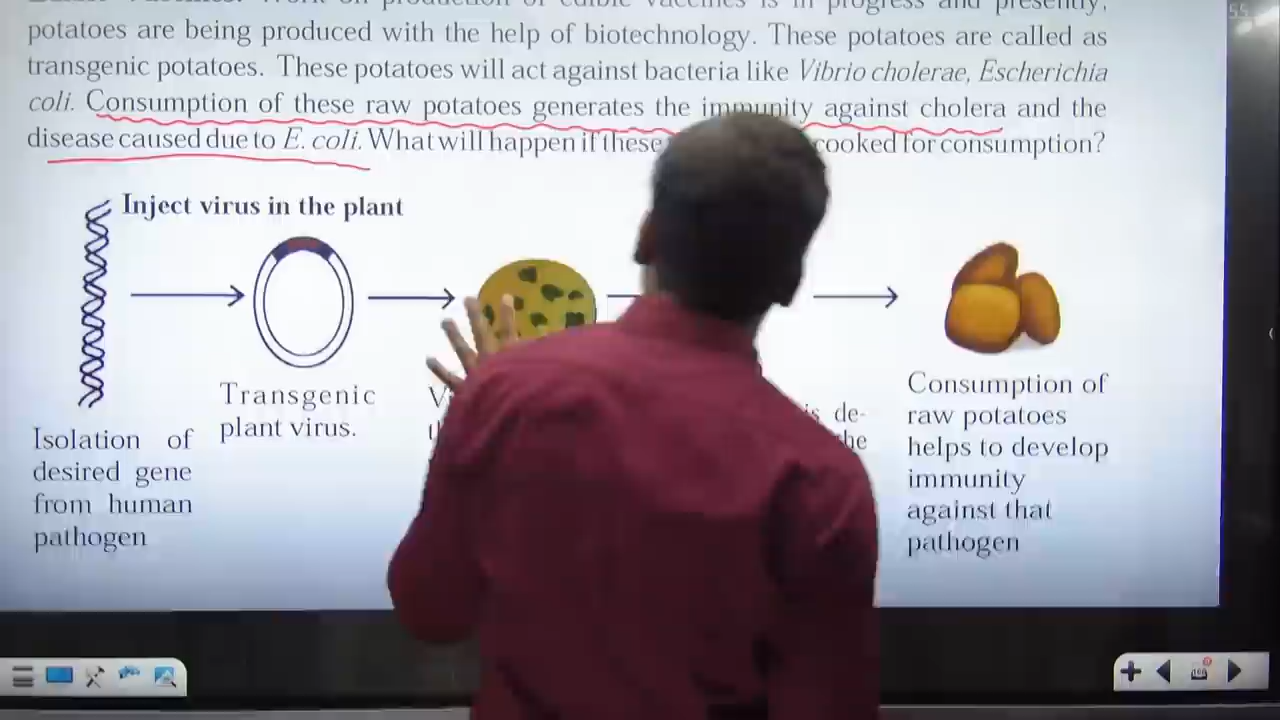 potatoes are being produced with the help of biotechnology. These potatoes are called as
transgenic potatoes. These potatoes will act against bacteria like Vibrio cholerae, Escherichia
coli. Consumption of these raw potatoes generates the immunity against cholera and the
disease caused due to E. coli. What will happen if these cooked for consumption?
Inject virus in the plant
Transgenic
plant virus.
Isolation of
desired gene
from human
pathogen
is de-
the
Consumption of
raw potatoes
helps to develop
immunity
against that
pathogen